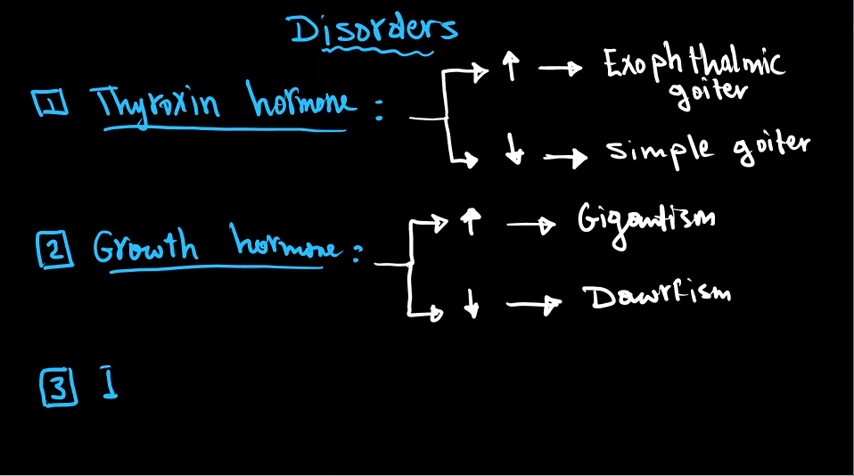 Disorders
1 Thyroxin hormone : ↑ → Exophthalmic goiter
↓ → simple goiter
2 Growth hormone : ↑ → Gigantism
↓ → Dawrfism
3 I